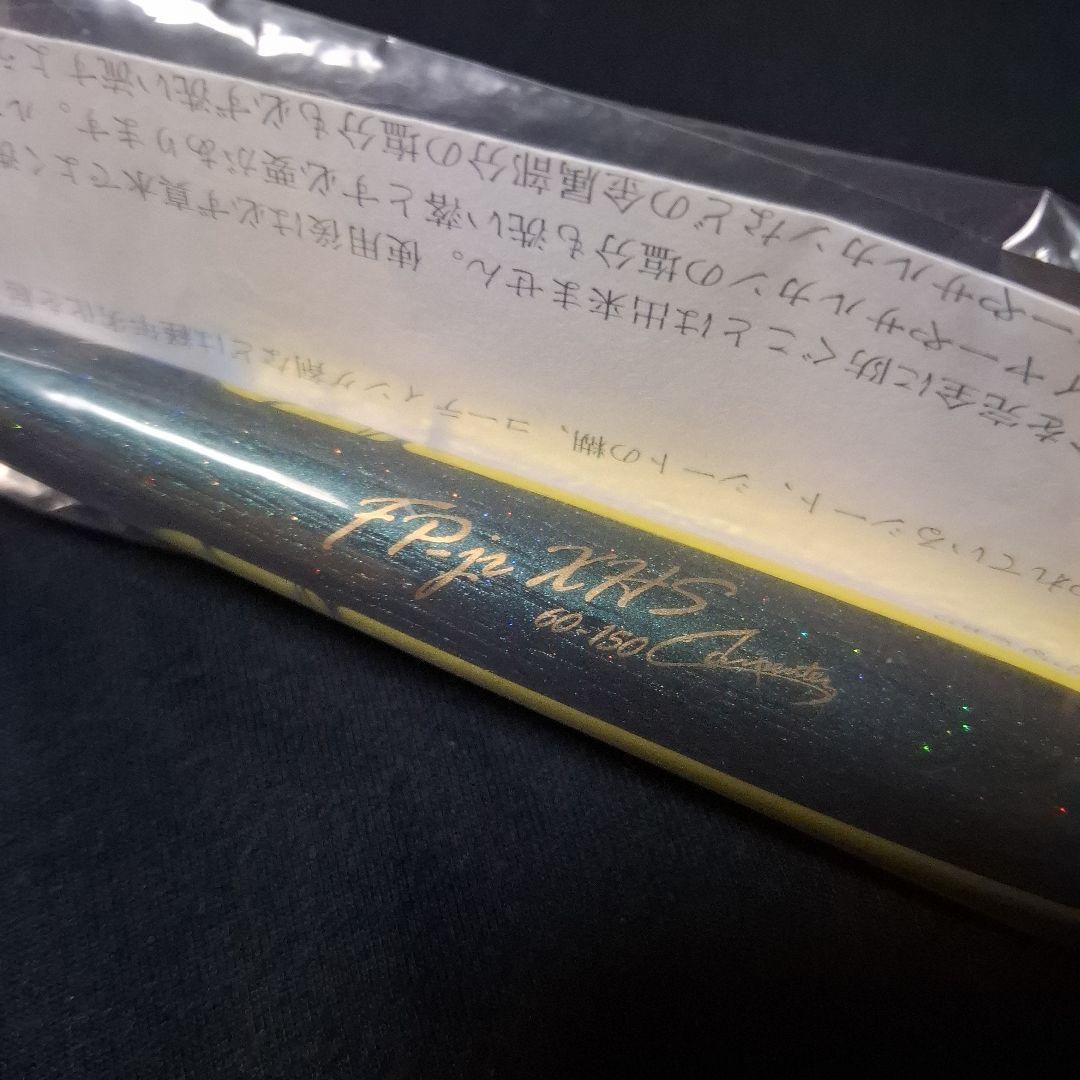 FP-jr XHS
60-150 Carpenter
われているシート、シートの糊、コーティング剤などは経年劣化を
を完全に防ぐことは出来ません。使用後は必ず真水でよく
イヤーやサルカンの塩分も洗い落とす必要があります。ル
ーやサルカンなどの金属部分の塩分も必ず洗い流すよう